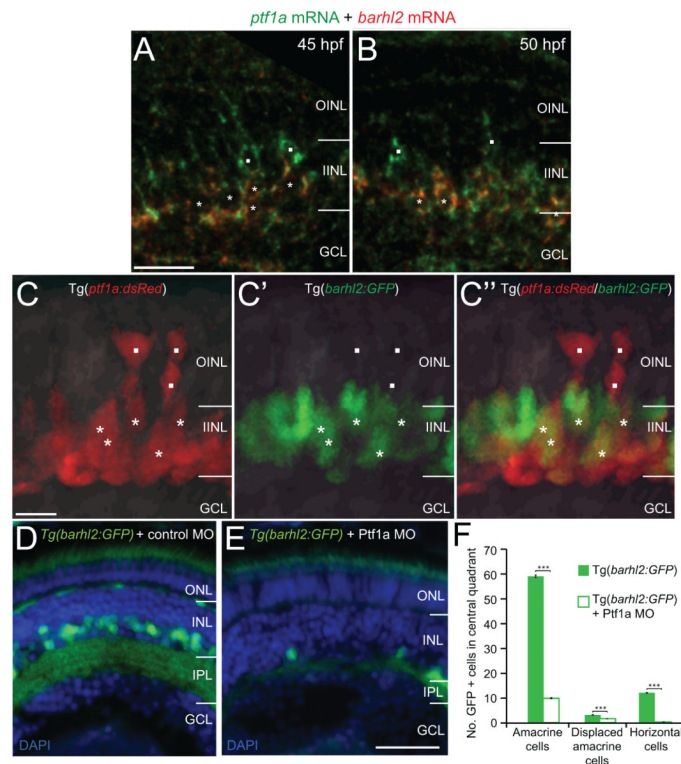 ptf1a mRNA + barhl2 mRNA
A 45 hpf
OINL
IINL
GCL
B 50 hpf
OINL
IINL
GCL
C Tg(ptf1a:dsRed)
OINL
IINL
GCL
C' Tg(barhl2:GFP)
OINL
IINL
GCL
C'' Tg(ptf1a:dsRed/barhl2:GFP)
OINL
IINL
GCL
D Tg(barhl2:GFP) + control MO
ONL
INL
IPL
GCL
DAPI
E Tg(barhl2:GFP) + Ptf1a MO
ONL
INL
IPL
GCL
DAPI
F
No. GFP + cells in central quadrant
70
60
50
40
30
20
10
0
***
***
***
Tg(barhl2:GFP)
Tg(barhl2:GFP)
+ Ptf1a MO
Amacrine
cells
Displaced
amacrine
cells
Horizontal
cells